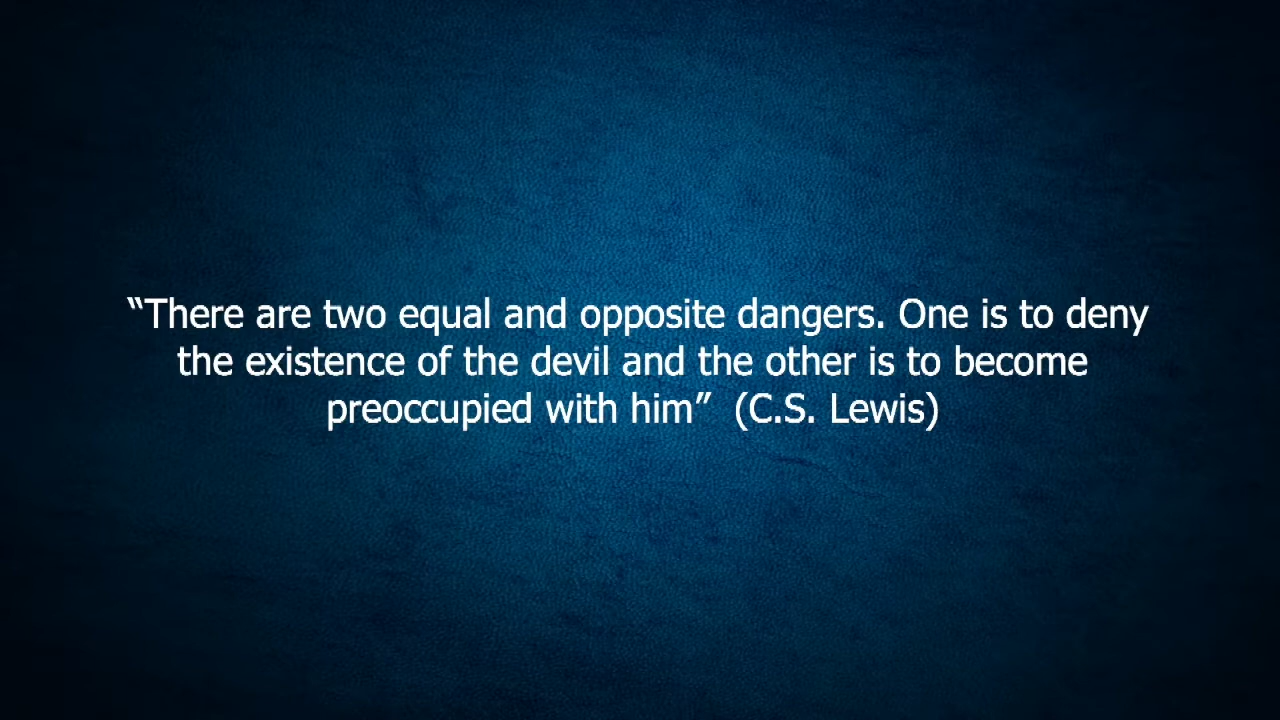 “There are two equal and opposite dangers. One is to deny
the existence of the devil and the other is to become
preoccupied with him”  (C.S. Lewis)